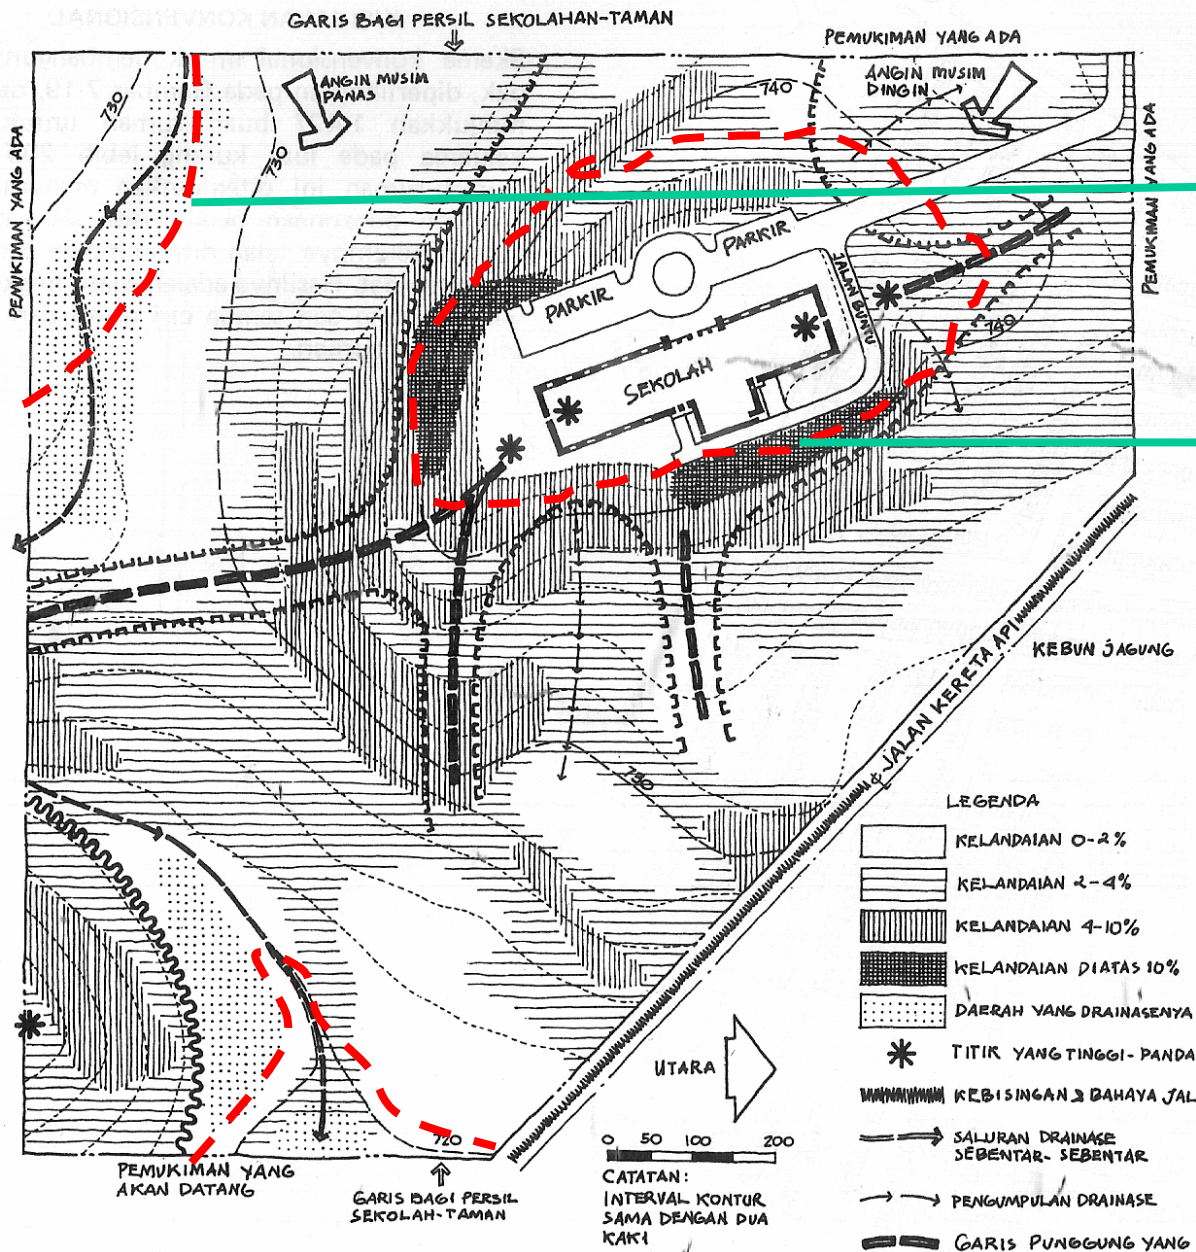 GARIS BAGI PERSIL SEKOLAHAN-TAMAN
PEMUKIMAN YANG ADA
ANGIN MUSIM
PANAS
ANGIN MUSIM
DINGIN
730
730
740
PEMUKIMAN YANG ADA
PEMUKIMAN YANG ADA
PARKIR
PARKIR
JALAN BUNTU
SEKOLAH
740
730
720
JALAN KERETA API
KEBUN JAGUNG
LEGENDA
KELANDAIAN 0-2%
KELANDAIAN 2-4%
KELANDAIAN 4-10%
KELANDAIAN DIATAS 10%
DAERAH YANG DRAINASENYA
TITIK YANG TINGGI-PANDA
KEBISINGAN & BAHAYA JAL
SALURAN DRAINASE
SEBENTAR-SEBENTAR
PENGUMPULAN DRAINASE
GARIS PUNGGUNG YANG
UTARA
0 50 100 200
CATATAN:
INTERVAL KONTUR
SAMA DENGAN DUA
KAKI
PEMUKIMAN YANG
AKAN DATANG
GARIS BAGI PERSIL
SEKOLAH-TAMAN